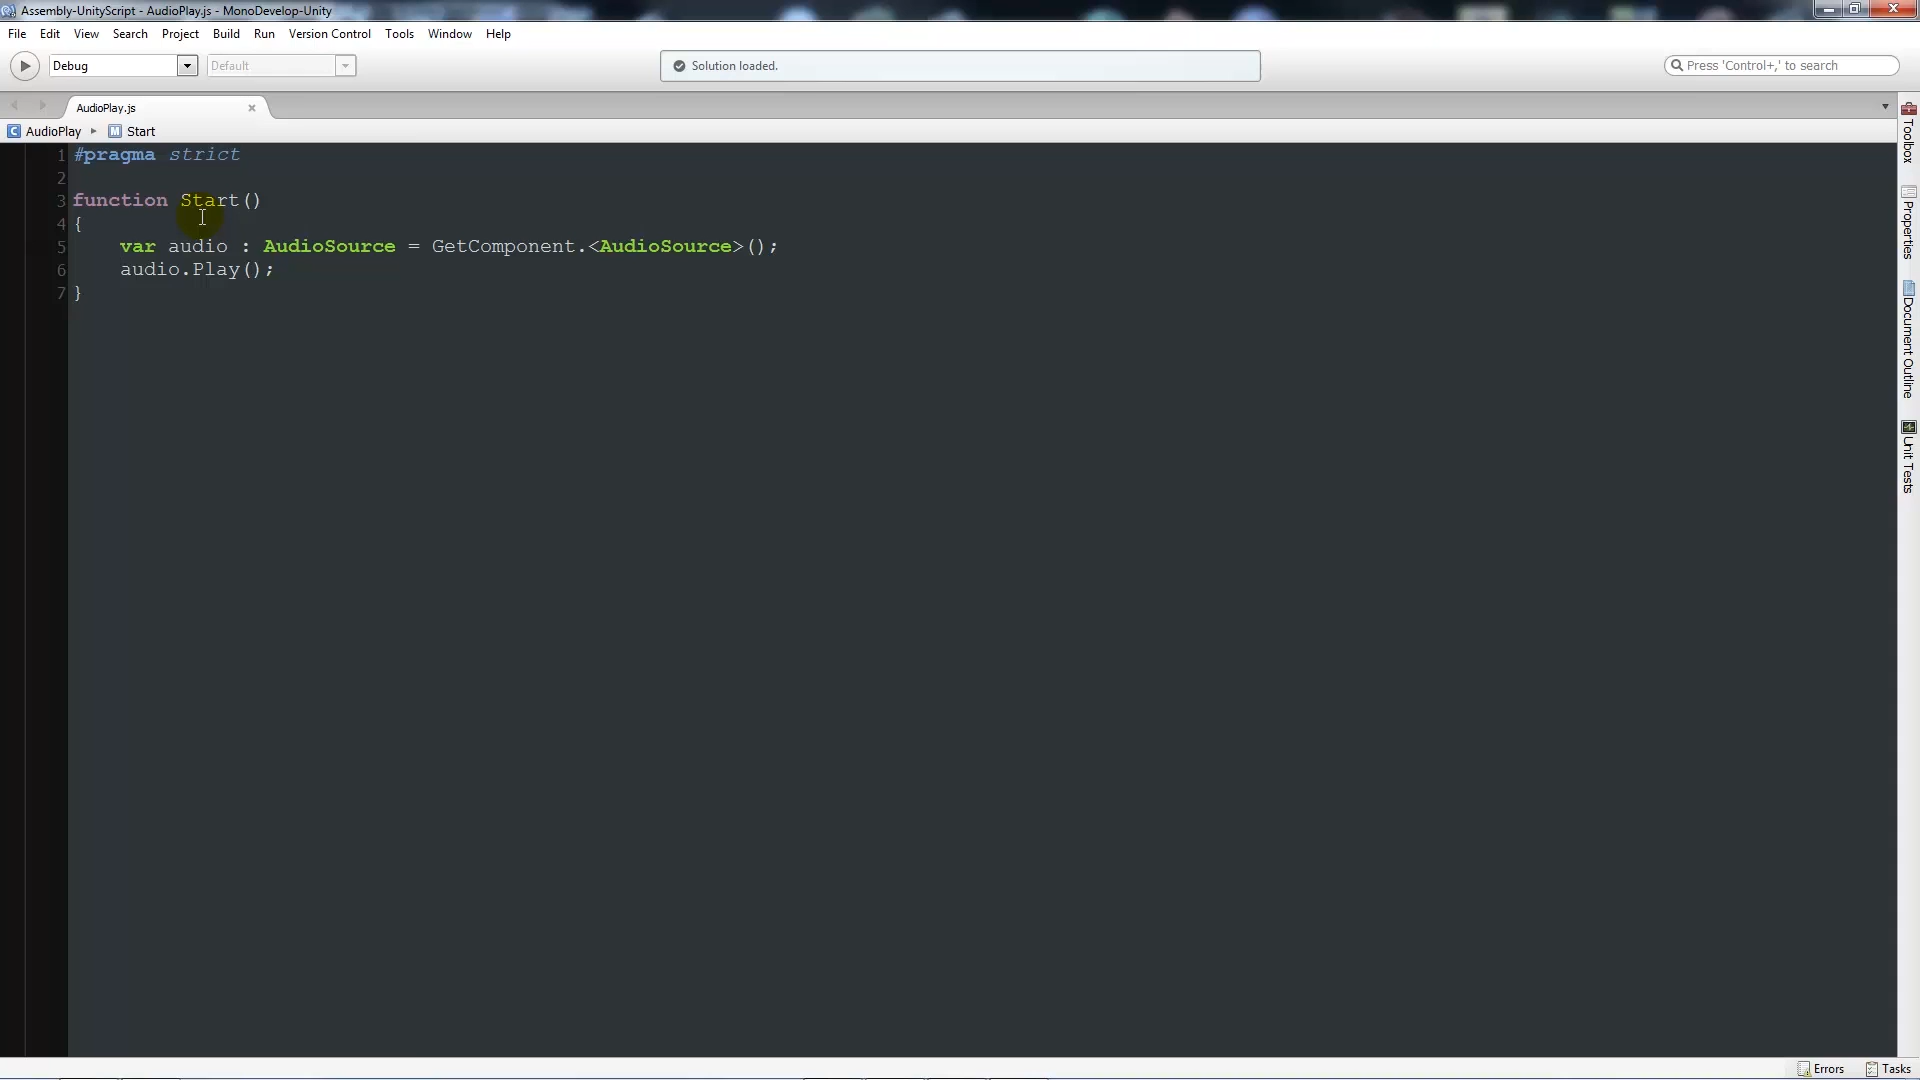 Assembly-UnityScript - AudioPlay.js - MonoDevelop-Unity
File Edit View Search Project Build Run Version Control Tools Window Help
Debug Default Solution loaded. Press 'Control+,' to search
AudioPlay.js
AudioPlay Start
1 #pragma strict
2
3 function Start()
4 {
5 var audio : AudioSource = GetComponent.<AudioSource>();
6 audio.Play();
7 }
Toolbox
Properties
Document Outline
Unit Tests
Errors Tasks